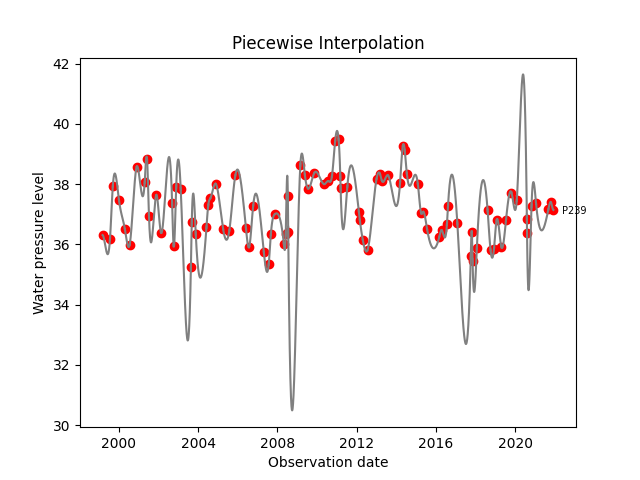 Piecewise Interpolation
42
40
38
36
34
32
30
Water pressure level
P239
2000 2004 2008 2012 2016 2020
Observation date